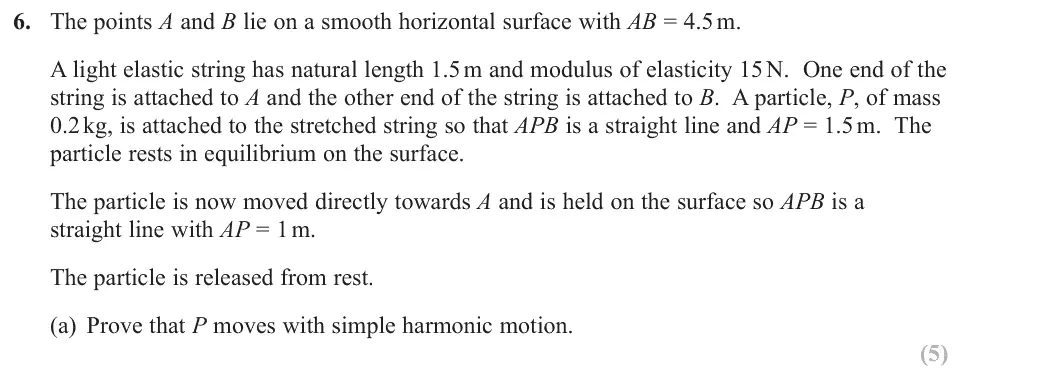 6. The points A and B lie on a smooth horizontal surface with AB = 4.5 m.
A light elastic string has natural length 1.5 m and modulus of elasticity 15 N. One end of the
string is attached to A and the other end of the string is attached to B. A particle, P, of mass
0.2 kg, is attached to the stretched string so that APB is a straight line and AP = 1.5 m. The
particle rests in equilibrium on the surface.
The particle is now moved directly towards A and is held on the surface so APB is a
straight line with AP = 1 m.
The particle is released from rest.
(a) Prove that P moves with simple harmonic motion.
(5)